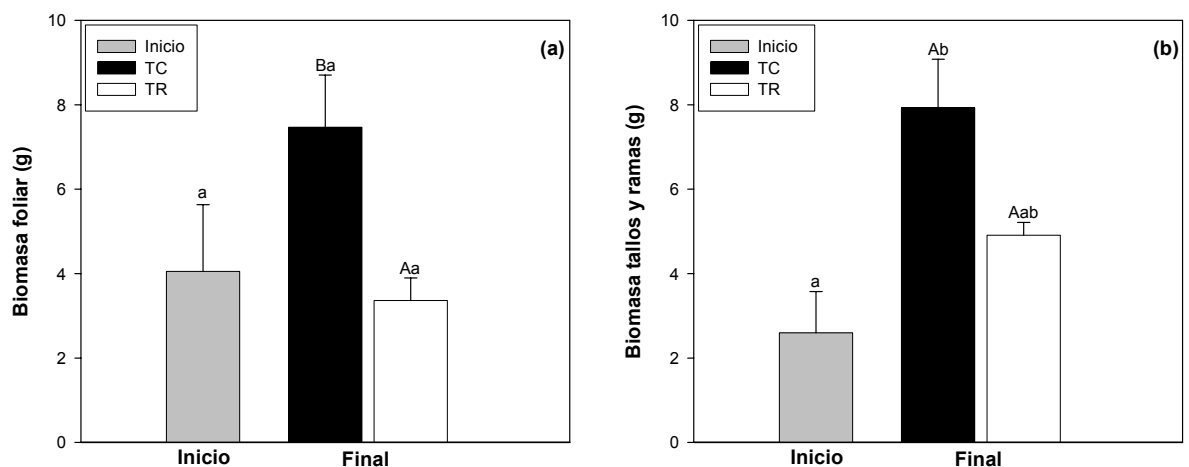 Biomasa foliar (g)
10
8
6
4
2
0
Inicio
TC
TR
(a)
a
Ba
Aa
Inicio
Final
Biomasa tallos y ramas (g)
10
8
6
4
2
0
Inicio
TC
TR
(b)
a
Ab
Aab
Inicio
Final